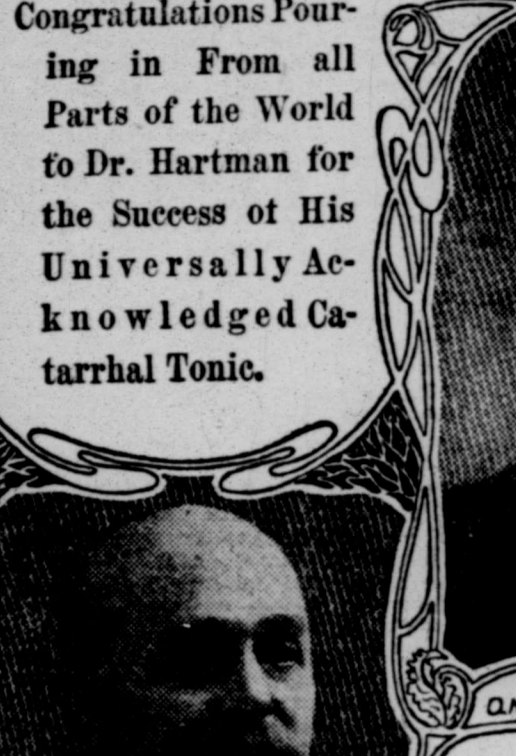 Congratulations Pour-
ing in From all
Parts of the World
to Dr. Hartman for
the Success of His
Universally Ac-
knowledged Ca-
tarrhal Tonic.